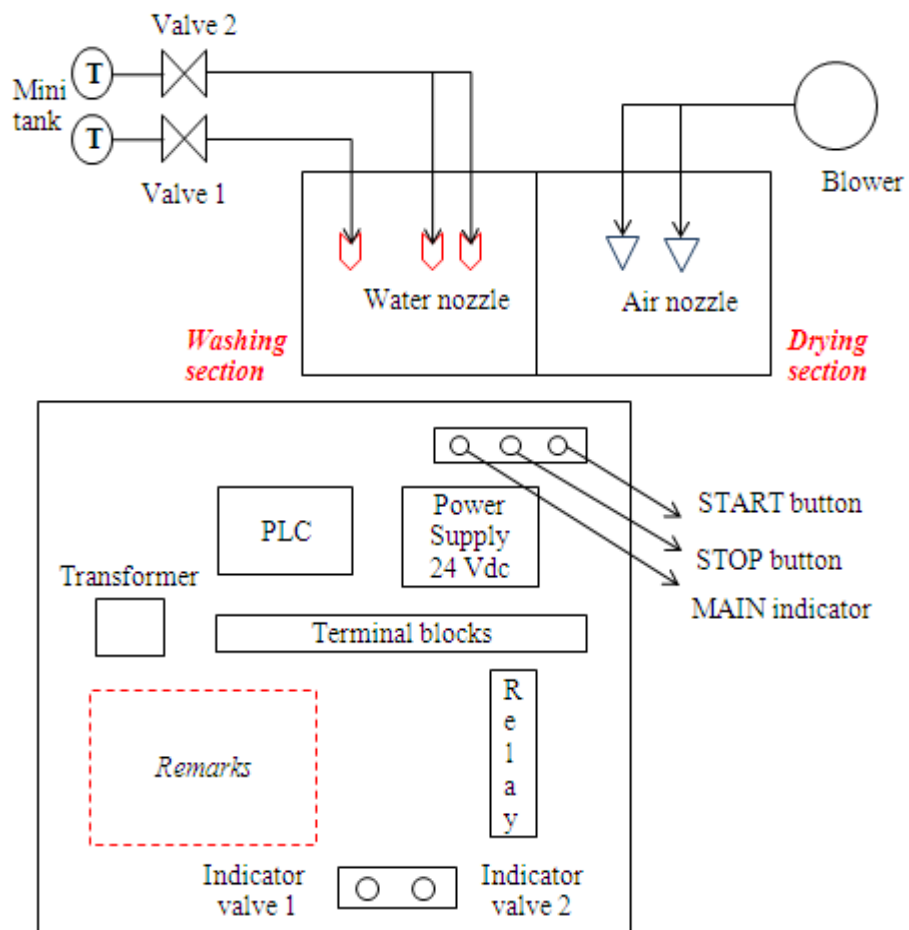 Valve 2
T
Mini
tank
T
Valve 1
Blower
Water nozzle
Air nozzle
Washing
section
Drying
section
START button
STOP button
MAIN indicator
PLC
Power
Supply
24 Vdc
Transformer
Terminal blocks
Remarks
R
e
l
a
y
Indicator
valve 1
Indicator
valve 2